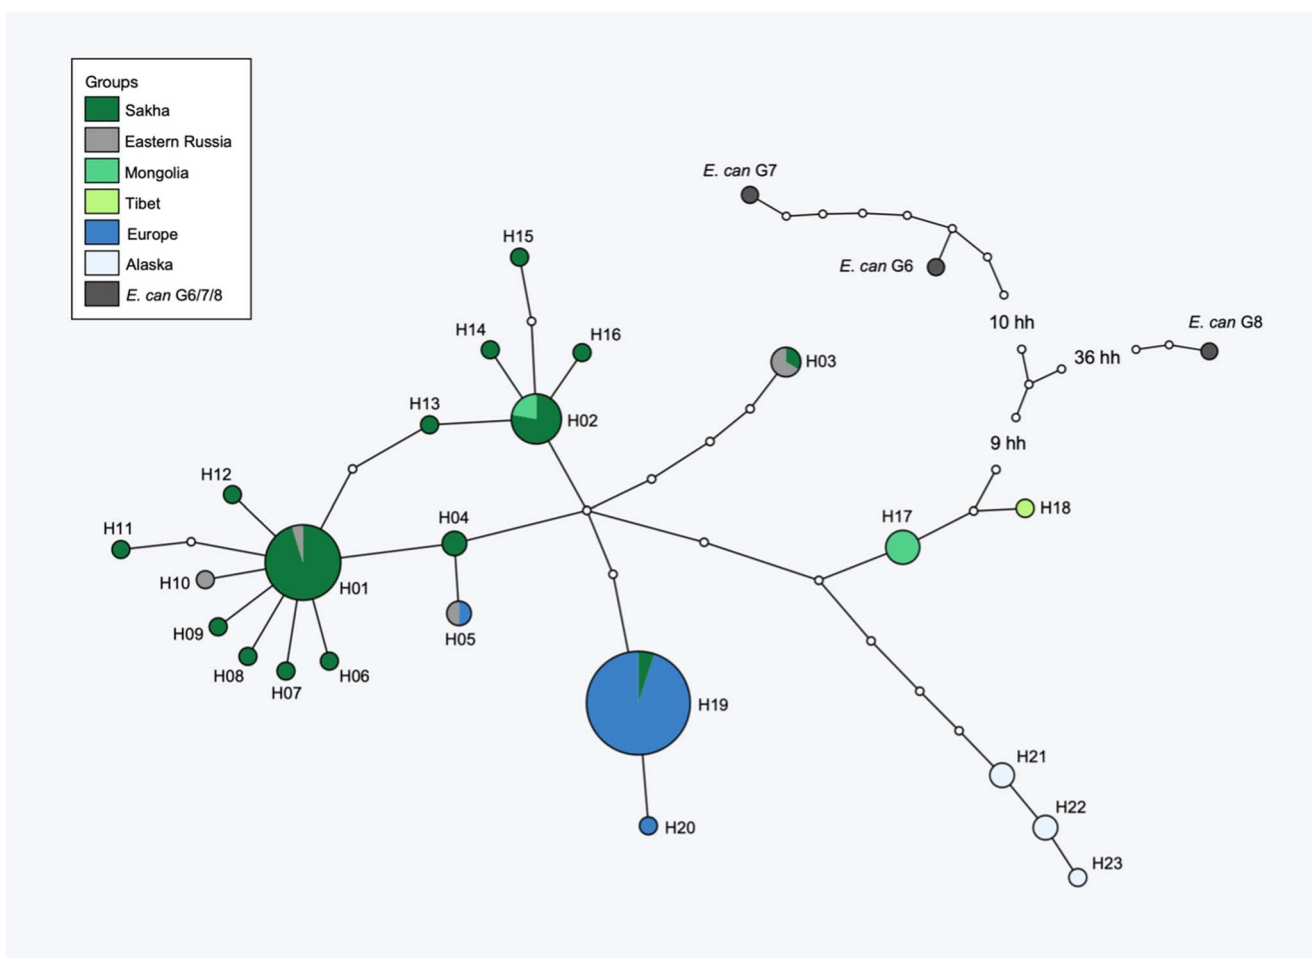 Groups
Sakha
Eastern Russia
Mongolia
Tibet
Europe
Alaska
E. can G6/7/8
E. can G7
H15
E. can G6
10 hh
E. can G8
H14
H16
36 hh
H03
H13
H02
9 hh
H12
H18
H11
H04
H17
H10
H01
H09
H05
H08
H06
H07
H19
H21
H22
H20
H23